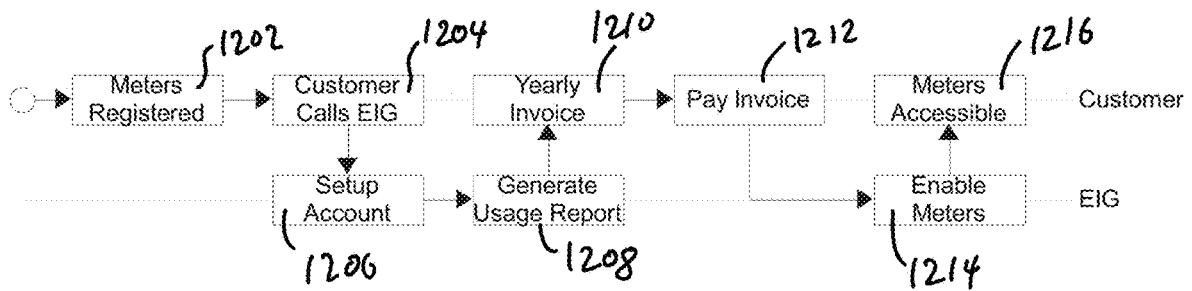 1202
1204
1210
1212
1216
Meters
Registered
Customer
Calls EIG
Yearly
Invoice
Pay Invoice
Meters
Accessible
Customer
Setup
Account
Generate
Usage Report
Enable
Meters
EIG
1206
1208
1214